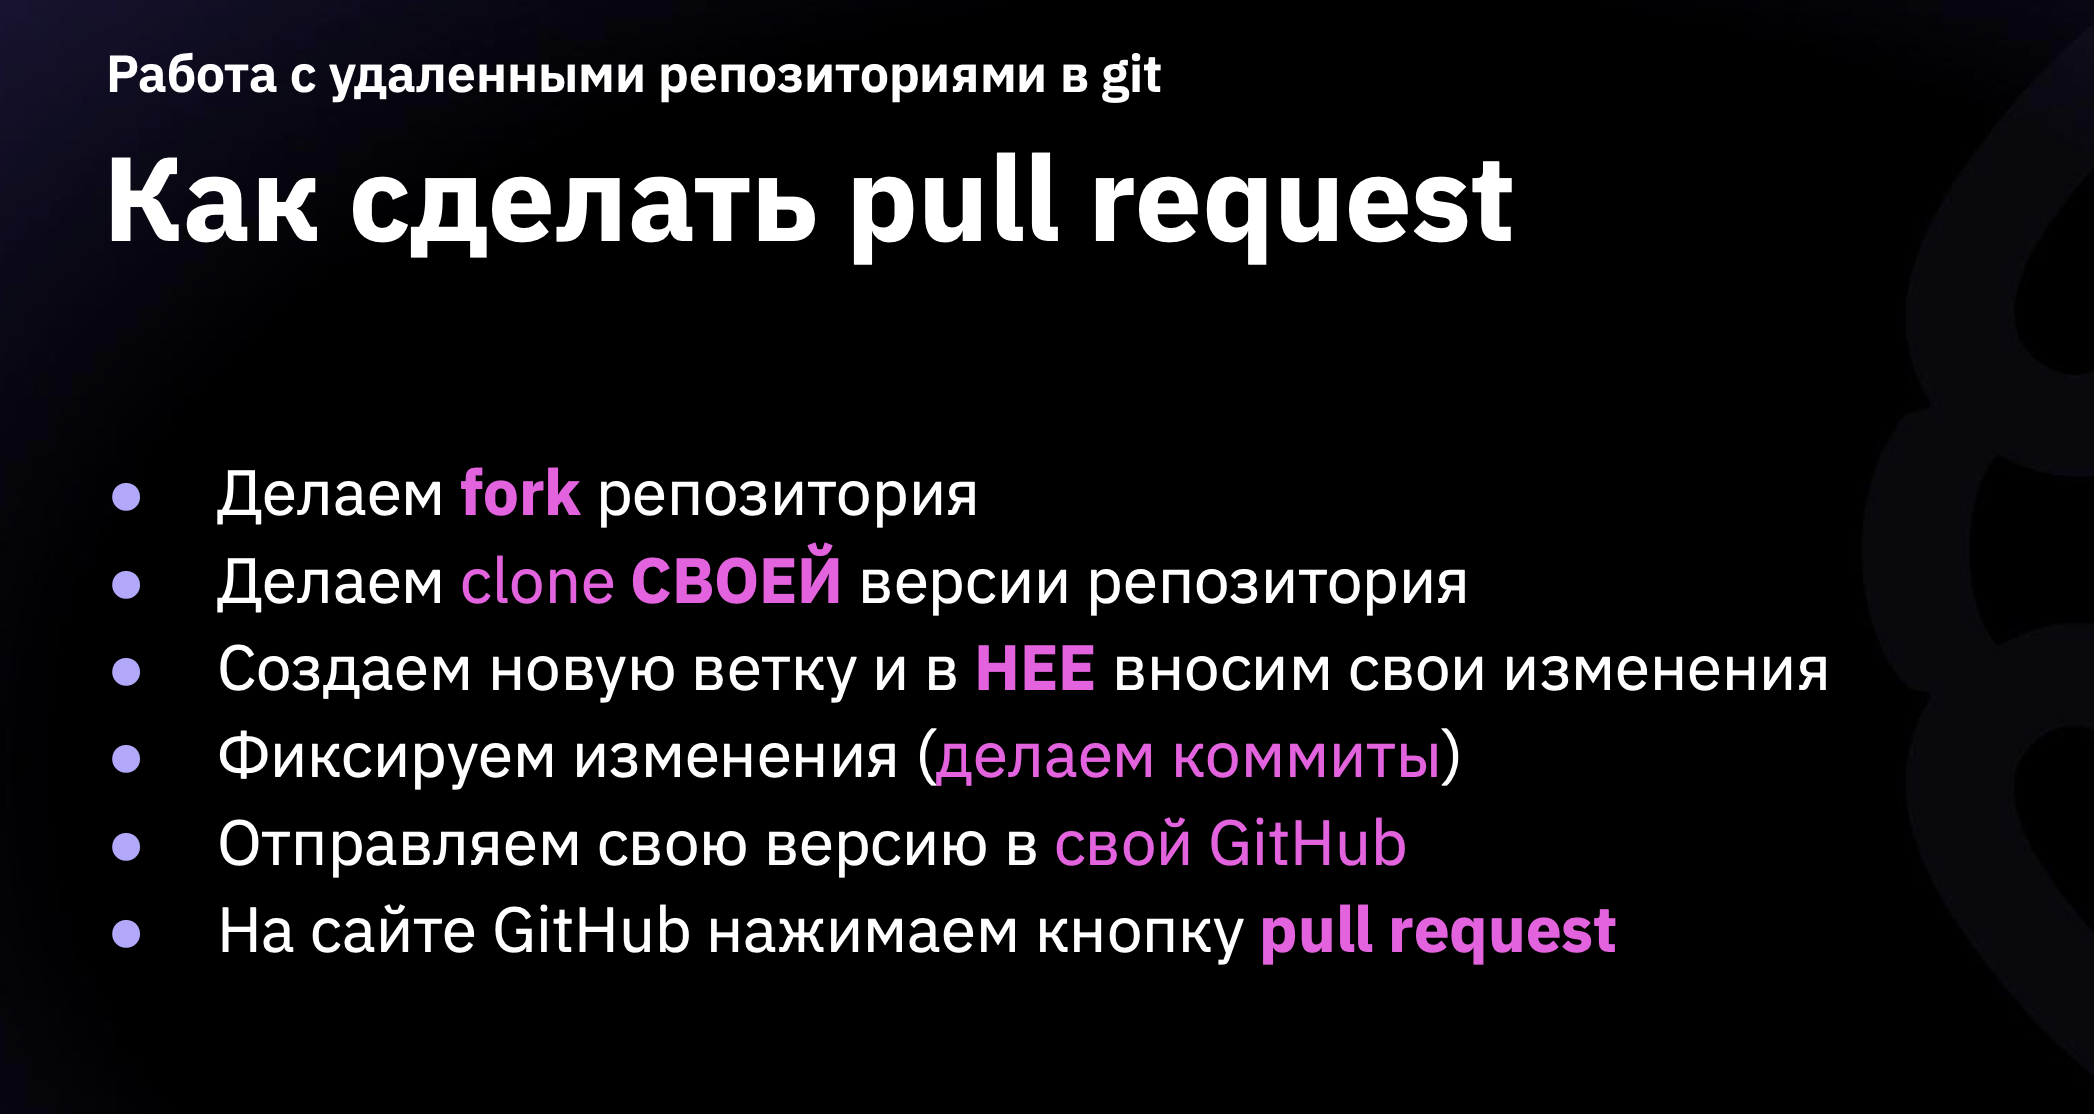 Работа с удаленными репозиториями в git
Как сделать pull request
● Делаем fork репозитория
● Делаем clone СВОЕЙ версии репозитория
● Создаем новую ветку и в НЕЕ вносим свои изменения
● Фиксируем изменения (делаем коммиты)
● Отправляем свою версию в свой GitHub
● На сайте GitHub нажимаем кнопку pull request